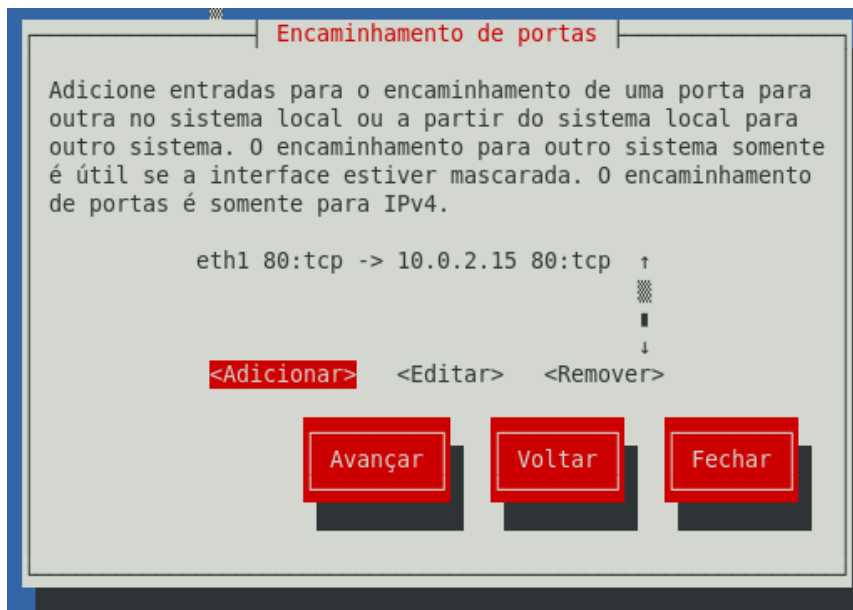 Encaminhamento de portas
Adicione entradas para o encaminhamento de uma porta para
outra no sistema local ou a partir do sistema local para
outro sistema. O encaminhamento para outro sistema somente
é útil se a interface estiver mascarada. O encaminhamento
de portas é somente para IPv4.
eth1 80:tcp -> 10.0.2.15 80:tcp ↑
↓
<Adicionar> <Editar> <Remover>
Avançar Voltar Fechar